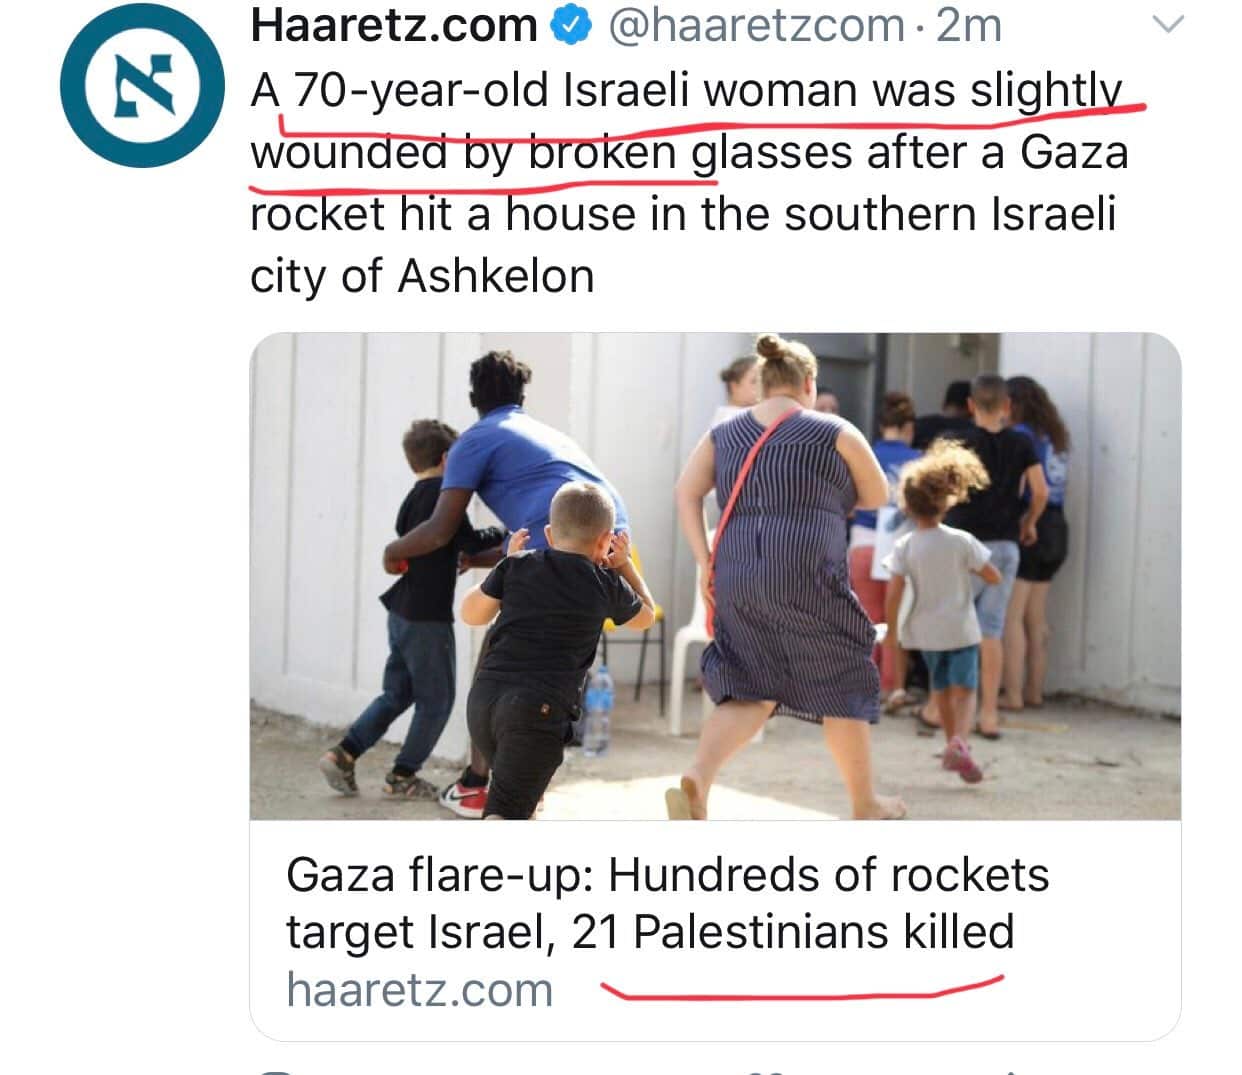 Haaretz.com @haaretzcom · 2m
A 70-year-old Israeli woman was slightly
wounded by broken glasses after a Gaza
rocket hit a house in the southern Israeli
city of Ashkelon
Gaza flare-up: Hundreds of rockets
target Israel, 21 Palestinians killed
haaretz.com